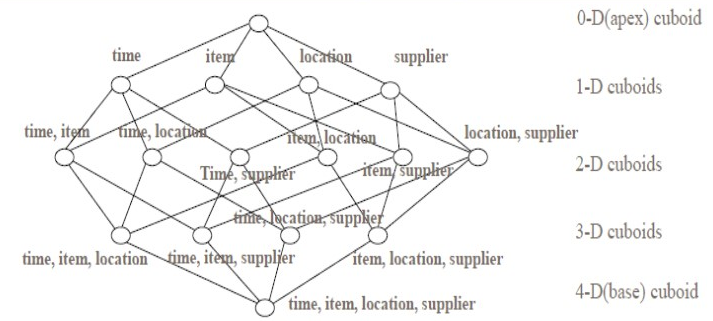 0-D(apex) cuboid
time
item
location
supplier
1-D cuboids
time, item
time, location
item, location
location, supplier
Time, supplier
item, supplier
2-D cuboids
time, location, supplier
3-D cuboids
time, item, location
time, item, supplier
item, location, supplier
4-D(base) cuboid
time, item, location, supplier